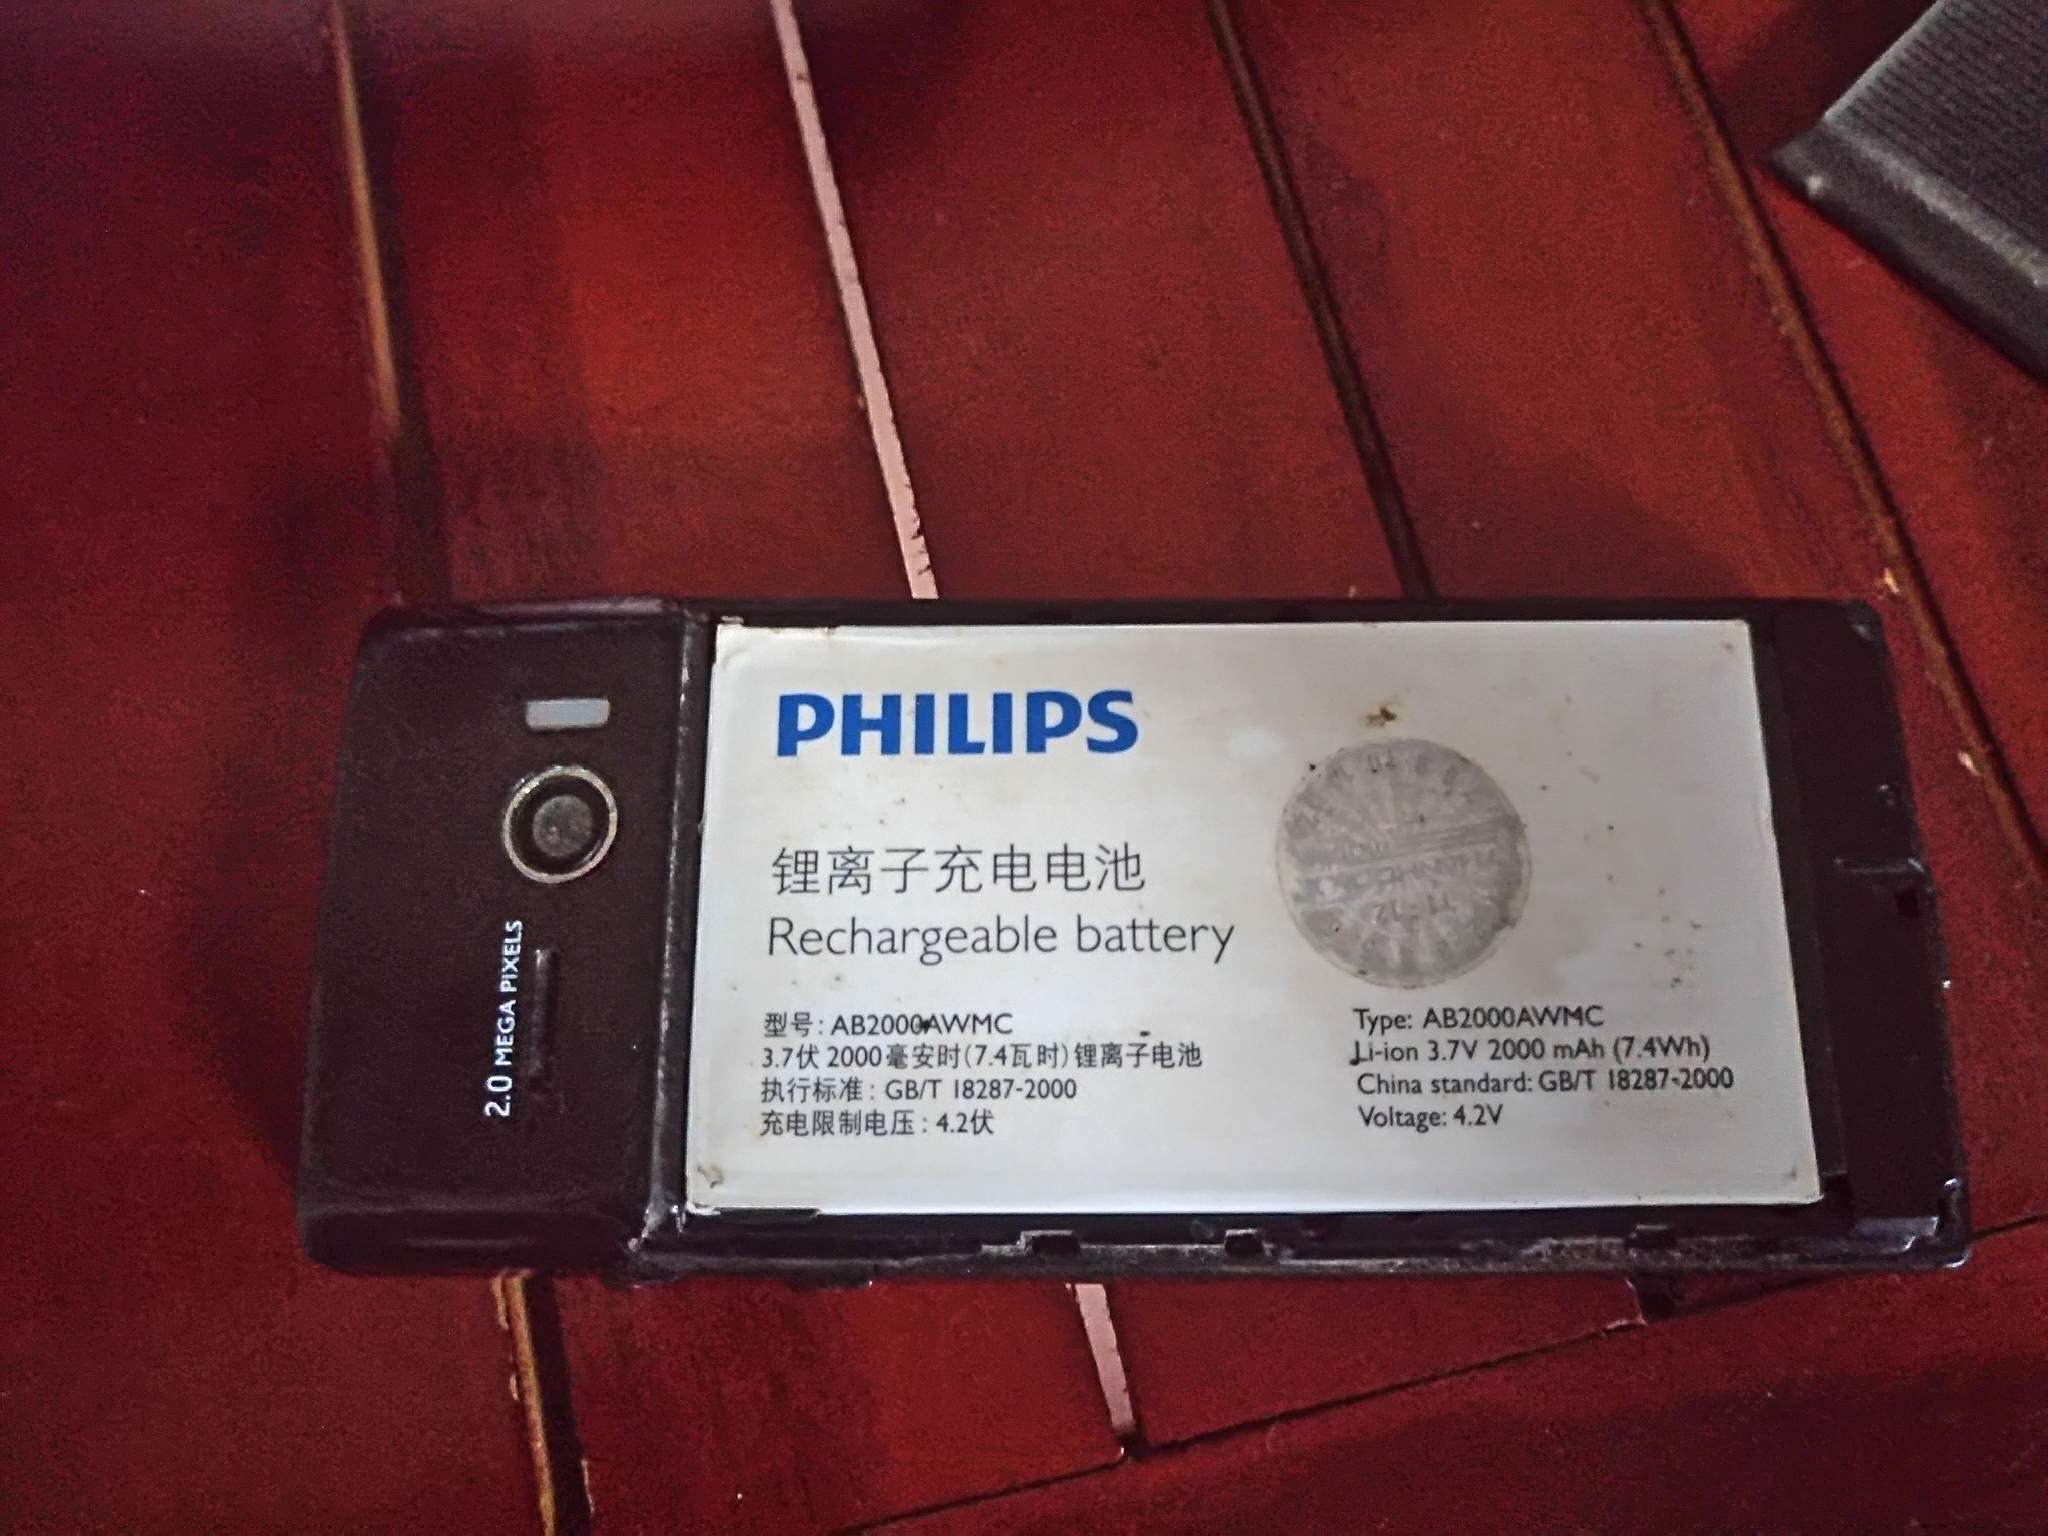 2.0 MEGA PIXELS
PHILIPS
锂离子充电电池
Rechargeable battery
型号: AB2000AWMC
3.7伏 2000毫安时(7.4瓦时)锂离子电池
执行标准: GB/T 18287-2000
充电限制电压: 4.2伏
Type: AB2000AWMC
Li-ion 3.7V 2000 mAh (7.4Wh)
China standard: GB/T 18287-2000
Voltage: 4.2V